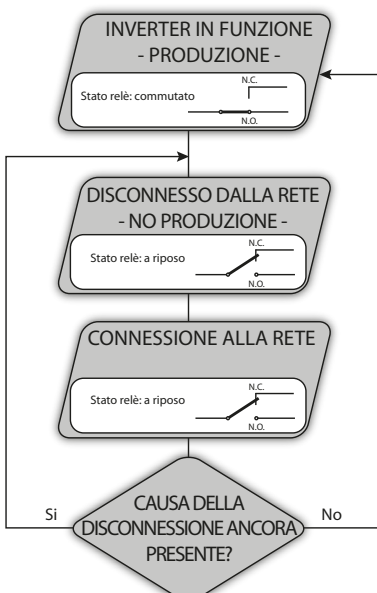 INVERTER IN FUNZIONE
- PRODUZIONE -
N.C.
Stato relè: commutato
N.O.
DISCONNESSO DALLA RETE
- NO PRODUZIONE -
N.C.
Stato relè: a riposo
N.O.
CONNESSIONE ALLA RETE
N.C.
Stato relè: a riposo
N.O.
Si
CAUSA DELLA
DISCONNESSIONE ANCORA
PRESENTE?
No